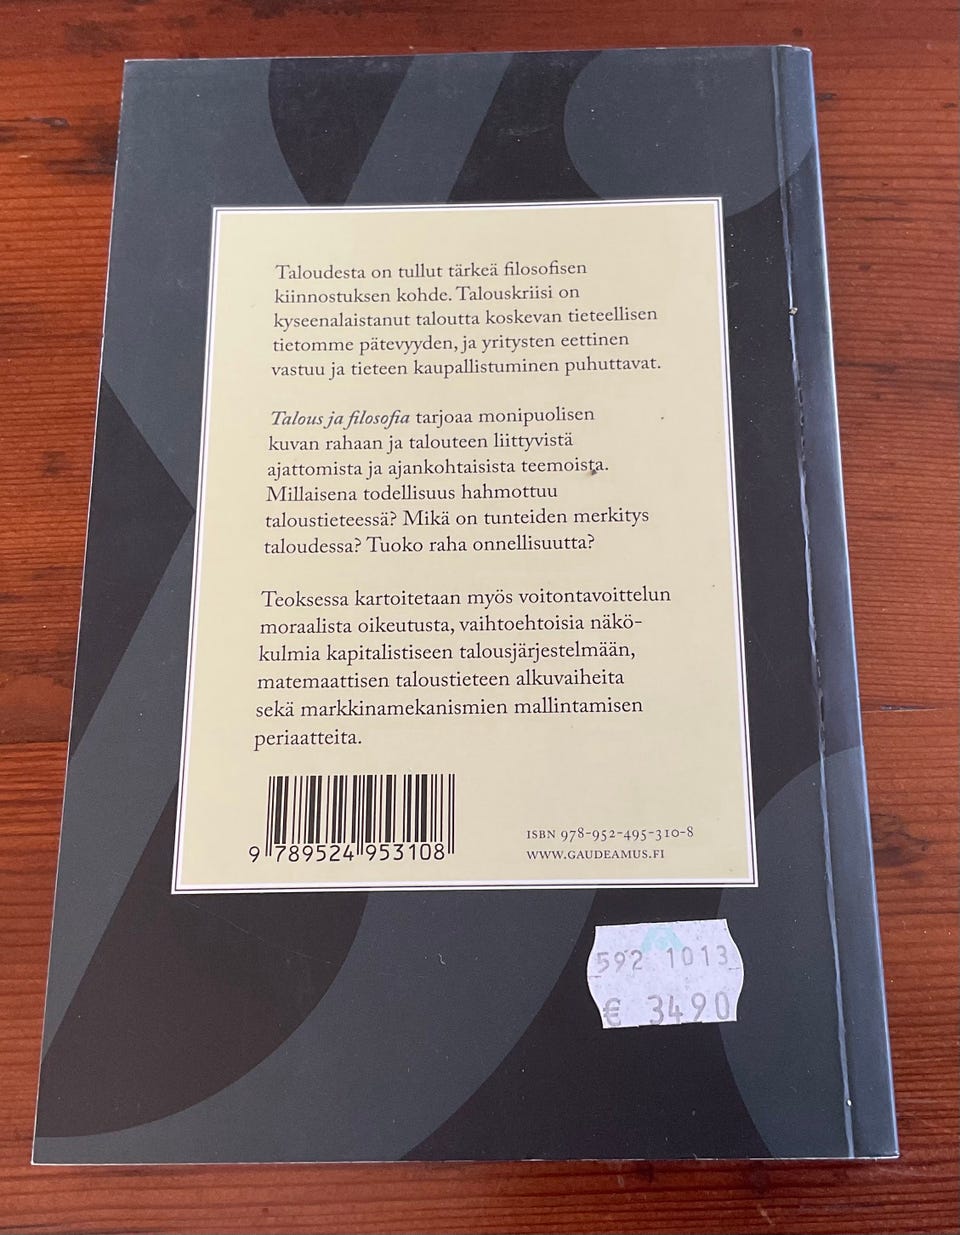 Taloudesta on tullut tärkeä filosofisen
kiinnostuksen kohde. Talouskriisi on
kyseenalaistanut taloutta koskevan tieteellisen
tietomme pätevyyden, ja yritysten eettinen
vastuu ja tieteen kaupallistuminen puhuttavat.
Talous ja filosofia tarjoaa monipuolisen
kuvan rahaan ja talouteen liittyvistä
ajattomista ja ajankohtaisista teemoista.
Millaisena todellisuus hahmottuu
taloustieteessä? Mikä on tunteiden merkitys
taloudessa? Tuoko raha onnellisuutta?
Teoksessa kartoitetaan myös voitontavoittelun
moraalista oikeutusta, vaihtoehtoisia näkö-
kulmia kapitalistiseen talousjärjestelmään,
matemaattisen taloustieteen alkuvaiheita
sekä markkinamekanismien mallintamisen
periaatteita.
9 789524 953108
ISBN 978-952-495-310-8
WWW.GAUDEAMUS.FI
592 1013
€ 3490